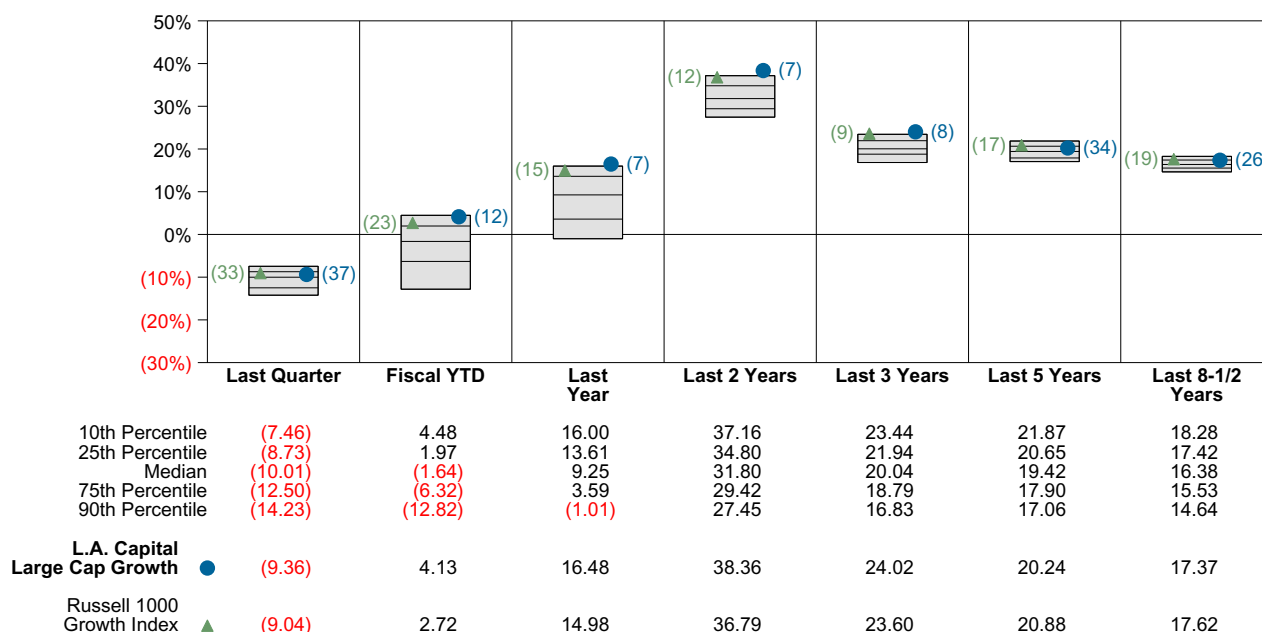 50%
40%
30%
20%
10%
0%
(10%)
(20%)
(30%)
(33) (37)
(23) (12)
(15) (7)
(12) (7)
(9) (8)
(17) (34)
(19) (26
Last Quarter Fiscal YTD Last Year Last 2 Years Last 3 Years Last 5 Years Last 8-1/2 Years
10th Percentile (7.46) 4.48 16.00 37.16 23.44 21.87 18.28
25th Percentile (8.73) 1.97 13.61 34.80 21.94 20.65 17.42
Median (10.01) (1.64) 9.25 31.80 20.04 19.42 16.38
75th Percentile (12.50) (6.32) 3.59 29.42 18.79 17.90 15.53
90th Percentile (14.23) (12.82) (1.01) 27.45 16.83 17.06 14.64
L.A. Capital
Large Cap Growth (9.36) 4.13 16.48 38.36 24.02 20.24 17.37
Russell 1000
Growth Index (9.04) 2.72 14.98 36.79 23.60 20.88 17.62